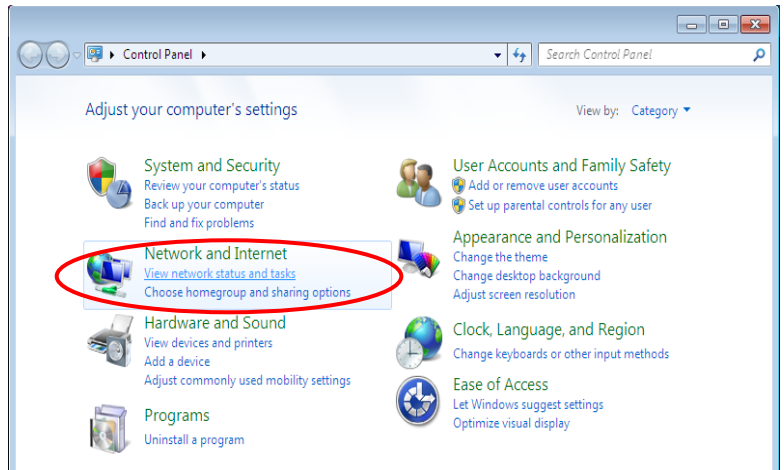 Control Panel
Search Control Panel
Adjust your computer's settings
View by: Category
System and Security
Review your computer's status
Back up your computer
Find and fix problems
Network and Internet
View network status and tasks
Choose homegroup and sharing options
Hardware and Sound
View devices and printers
Add a device
Adjust commonly used mobility settings
Programs
Uninstall a program
User Accounts and Family Safety
Add or remove user accounts
Set up parental controls for any user
Appearance and Personalization
Change the theme
Change desktop background
Adjust screen resolution
Clock, Language, and Region
Change keyboards or other input methods
Ease of Access
Let Windows suggest settings
Optimize visual display